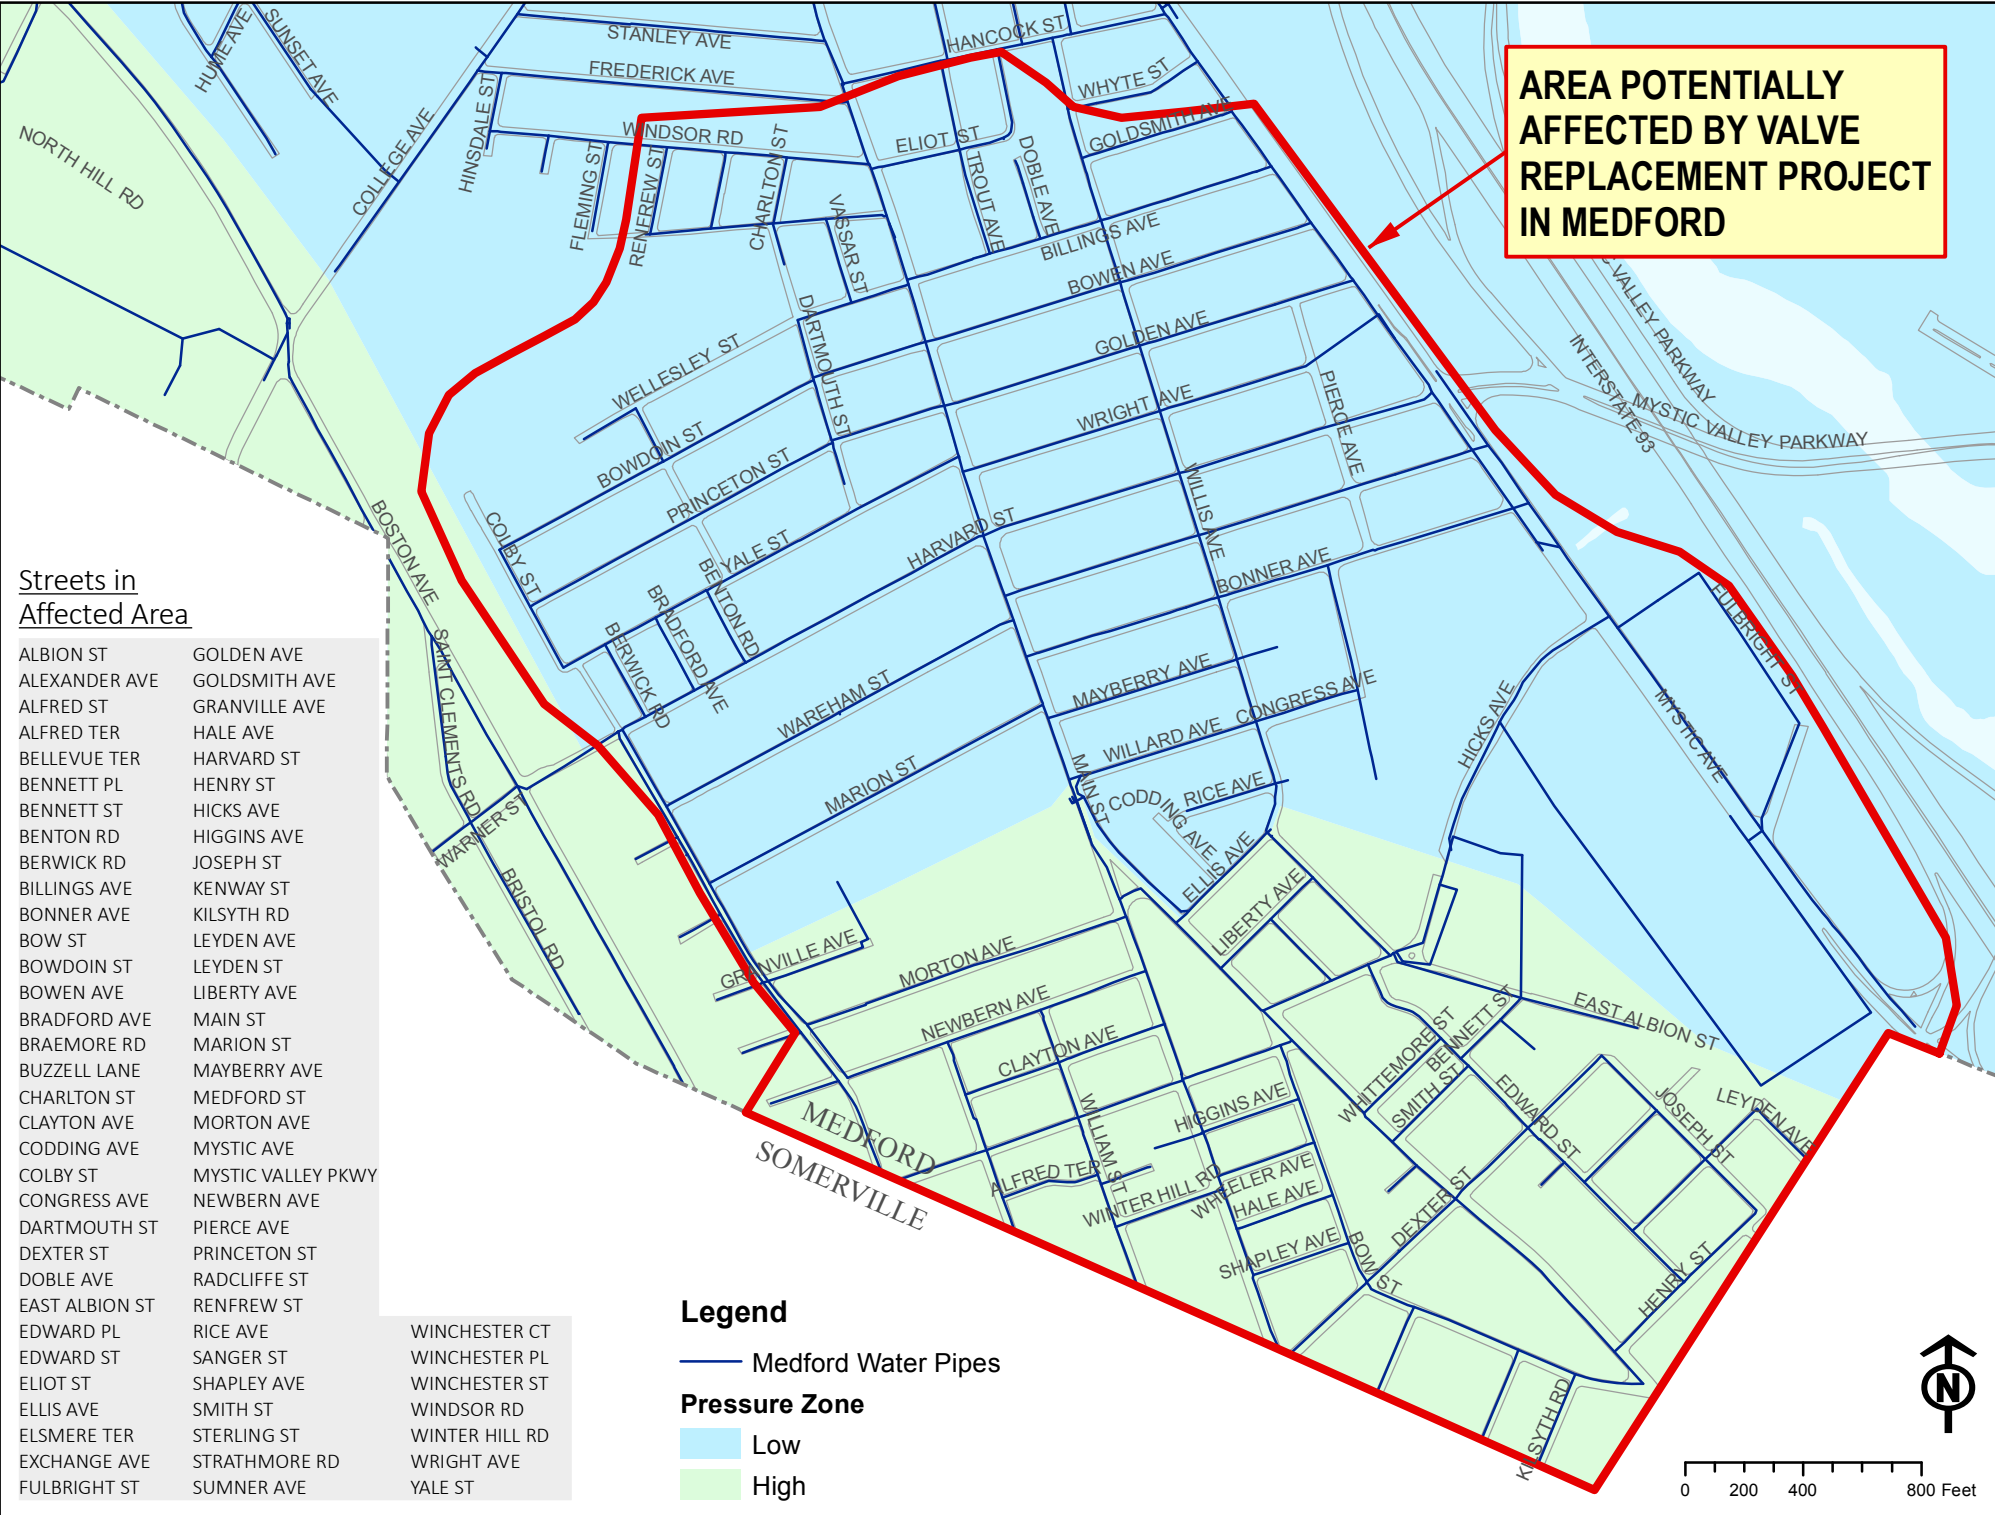 STANLEY AVE
HANCOCK ST
HUME AVE
SUNSET AVE
FREDERICK AVE
WHYTE ST
AREA POTENTIALLY
AFFECTED BY VALVE
REPLACEMENT PROJECT
IN MEDFORD
NORTH HILL RD
COLLEGE AVE
HINSDALE ST
WINDSOR RD
ELIOT ST
GOLDSMITH AVE
FLEMING ST
RENFREW ST
CHARLTON ST
VASSAR ST
TROUT AVE
DOBLE AVE
BILLINGS AVE
BOWEN AVE
C VALLEY PARKWAY
INTERSTATE 93
MYSTIC VALLEY PARKWAY
GOLDEN AVE
WELLESLEY ST
DARTMOUTH ST
WRIGHT AVE
PIERCE AVE
BOWDOIN ST
PRINCETON ST
WILLIS AVE
COLBY ST
YALE ST
HARVARD ST
BOSTON AVE
BENTON RD
BRADFORD AVE
BERWICK RD
BONNER AVE
FULBRIGHT ST
SAINT CLEMENTS RD
WAREHAM ST
MAYBERRY AVE
CONGRESS AVE
WILLARD AVE
HICKS AVE
MYSTIC AVE
MARION ST
MAIN ST
CODDING AVE
RICE AVE
ELLIS AVE
WARNER ST
BRISTOL RD
LIBERTY AVE
GRANVILLE AVE
MORTON AVE
NEWBERN AVE
CLAYTON AVE
WHITTEMORE ST
BENNETT ST
EAST ALBION ST
SMITH ST
EDWARD ST
JOSEPH ST
LEYDEN AVE
HIGGINS AVE
WILLIAM ST
ALFRED TER
WINTER HILL RD
WHEELER AVE
HALE AVE
SHAPLEY AVE
BOW ST
DEXTER ST
HENRY ST
KILSYTH RD
MEDFORD
SOMERVILLE
Streets in
Affected Area
ALBION ST
ALEXANDER AVE
ALFRED ST
ALFRED TER
BELLEVUE TER
BENNETT PL
BENNETT ST
BENTON RD
BERWICK RD
BILLINGS AVE
BONNER AVE
BOW ST
BOWDOIN ST
BOWEN AVE
BRADFORD AVE
BRAEMORE RD
BUZZELL LANE
CHARLTON ST
CLAYTON AVE
CODDING AVE
COLBY ST
CONGRESS AVE
DARTMOUTH ST
DEXTER ST
DOBLE AVE
EAST ALBION ST
EDWARD PL
EDWARD ST
ELIOT ST
ELLIS AVE
ELSMERE TER
EXCHANGE AVE
FULBRIGHT ST
GOLDEN AVE
GOLDSMITH AVE
GRANVILLE AVE
HALE AVE
HARVARD ST
HENRY ST
HICKS AVE
HIGGINS AVE
JOSEPH ST
KENWAY ST
KILSYTH RD
LEYDEN AVE
LEYDEN ST
LIBERTY AVE
MAIN ST
MARION ST
MAYBERRY AVE
MEDFORD ST
MORTON AVE
MYSTIC AVE
MYSTIC VALLEY PKWY
NEWBERN AVE
PIERCE AVE
PRINCETON ST
RADCLIFFE ST
RENFREW ST
RICE AVE
SANGER ST
SHAPLEY AVE
SMITH ST
STERLING ST
STRATHMORE RD
SUMNER AVE
WINCHESTER CT
WINCHESTER PL
WINCHESTER ST
WINDSOR RD
WINTER HILL RD
WRIGHT AVE
YALE ST
Legend
Medford Water Pipes
Pressure Zone
Low
High
N
0 200 400 800 Feet